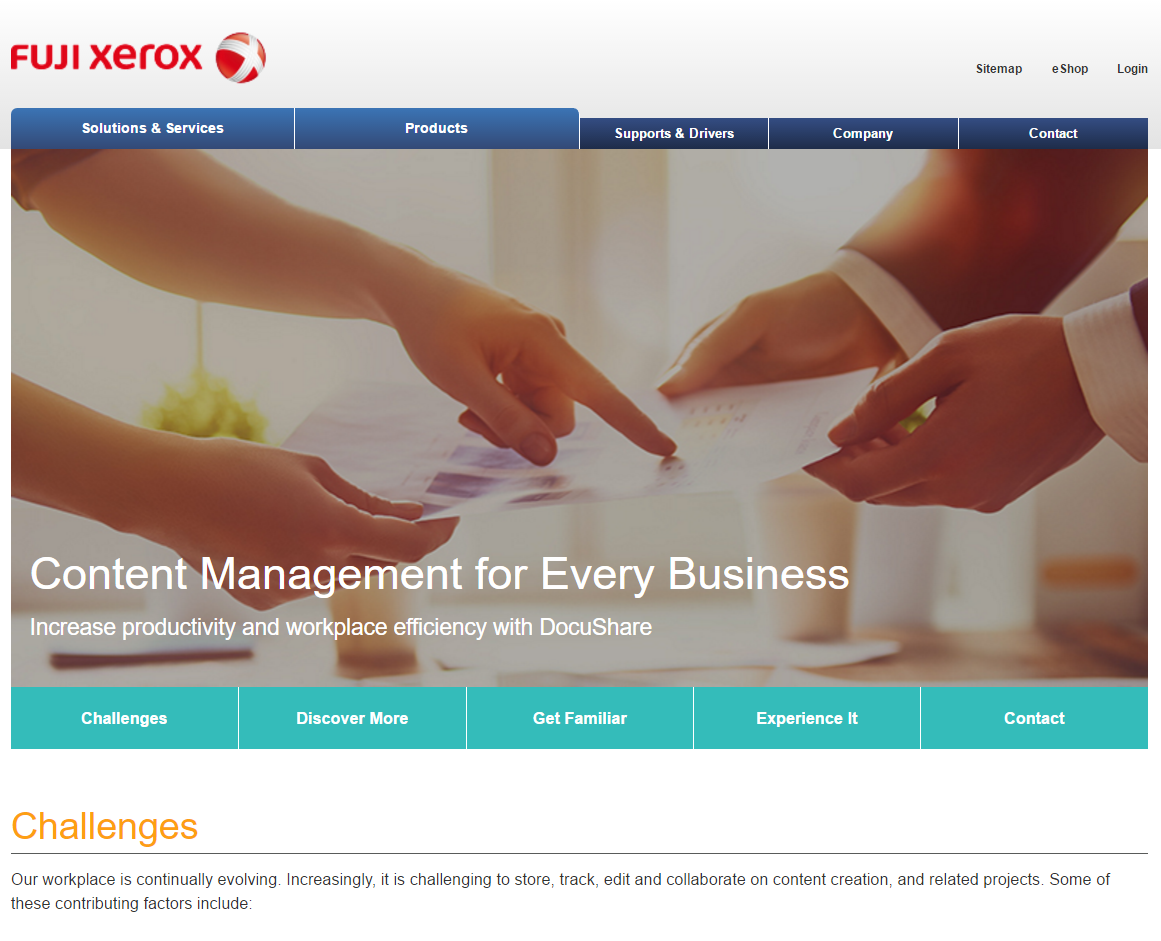 FUJI xerox
Sitemap eShop Login
Solutions & Services Products Supports & Drivers Company Contact
Content Management for Every Business
Increase productivity and workplace efficiency with DocuShare
Challenges Discover More Get Familiar Experience It Contact
Challenges
Our workplace is continually evolving. Increasingly, it is challenging to store, track, edit and collaborate on content creation, and related projects. Some of
these contributing factors include: